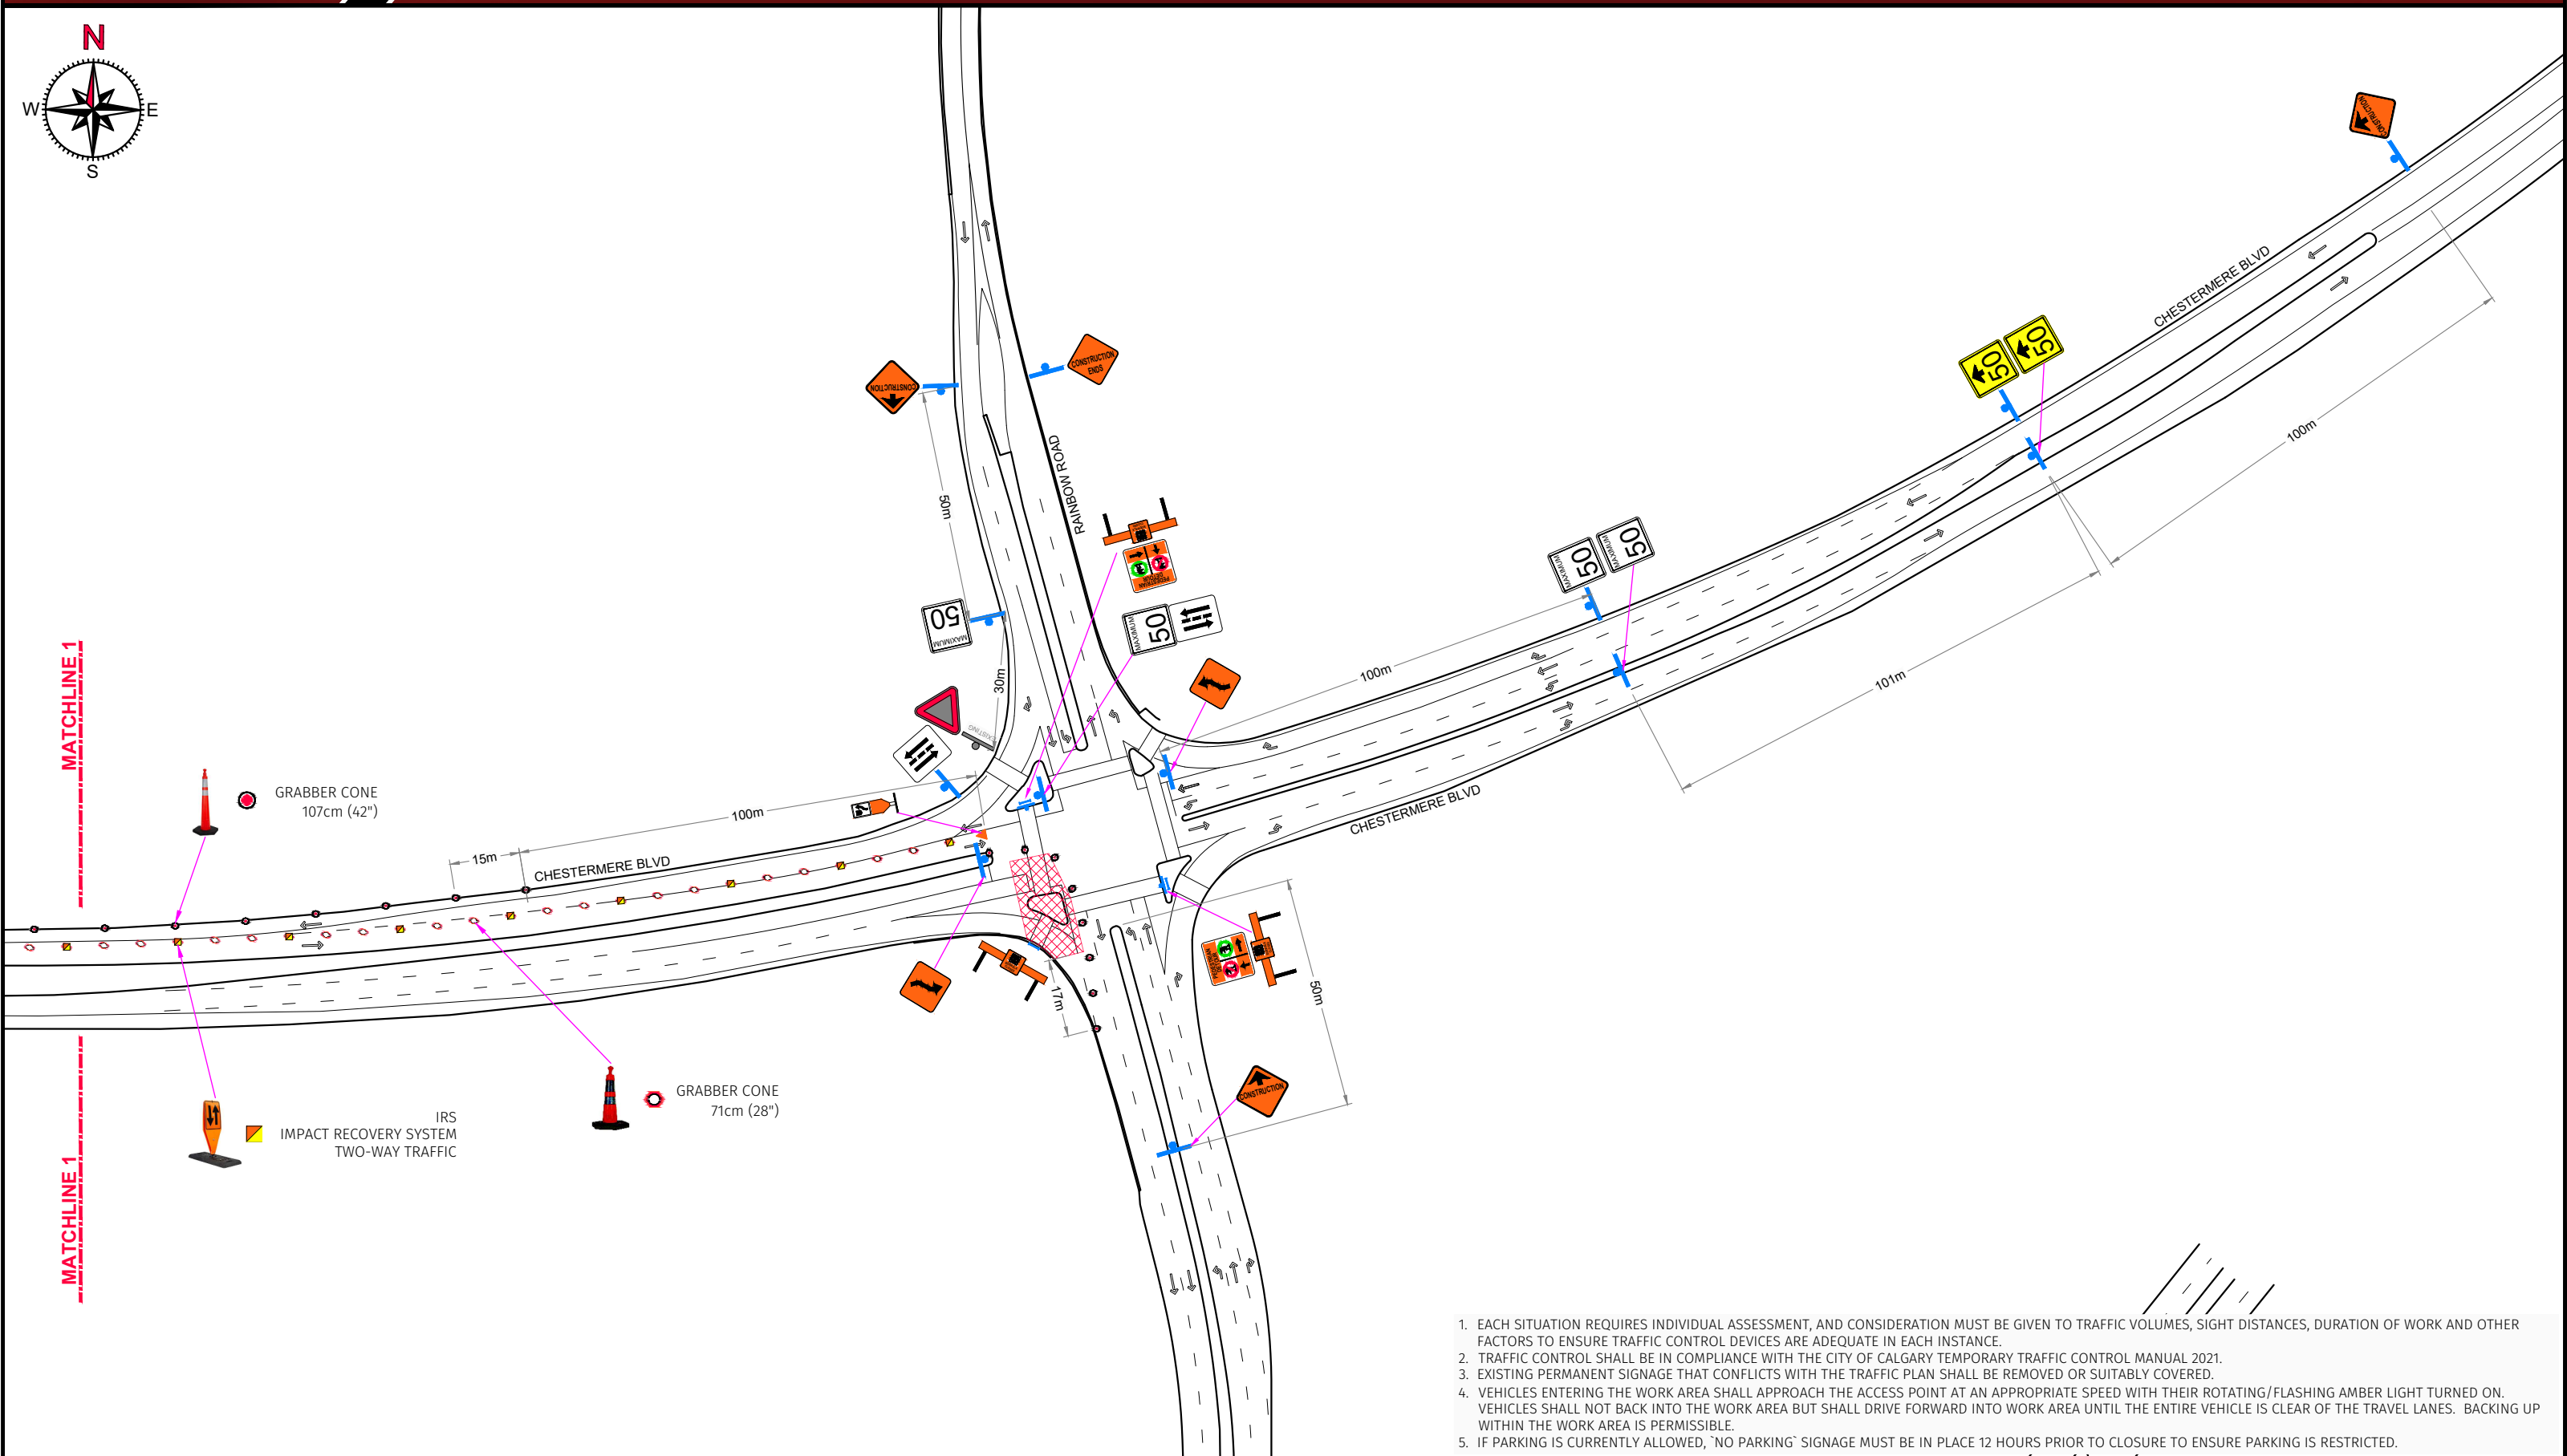 N
W
E
S
CONSTRUCTION
CHESTERMERE BLVD
50
50
100m
CONSTRUCTION
CONSTRUCTION
ENDS
RAINBOW ROAD
50m
PEDESTRIAN
DETOUR
MAXIMUM
50
MAXIMUM
50
MAXIMUM
50
MAXIMUM
50
30m
EXISTING
100m
101m
MATCHLINE 1
GRABBER CONE
107cm (42")
100m
15m
CHESTERMERE BLVD
CHESTERMERE BLVD
PEDESTRIAN
DETOUR
17m
50m
CONSTRUCTION
MATCHLINE 1
IRS
IMPACT RECOVERY SYSTEM
TWO-WAY TRAFFIC
GRABBER CONE
71cm (28")
1. EACH SITUATION REQUIRES INDIVIDUAL ASSESSMENT, AND CONSIDERATION MUST BE GIVEN TO TRAFFIC VOLUMES, SIGHT DISTANCES, DURATION OF WORK AND OTHER
FACTORS TO ENSURE TRAFFIC CONTROL DEVICES ARE ADEQUATE IN EACH INSTANCE.
2. TRAFFIC CONTROL SHALL BE IN COMPLIANCE WITH THE CITY OF CALGARY TEMPORARY TRAFFIC CONTROL MANUAL 2021.
3. EXISTING PERMANENT SIGNAGE THAT CONFLICTS WITH THE TRAFFIC PLAN SHALL BE REMOVED OR SUITABLY COVERED.
4. VEHICLES ENTERING THE WORK AREA SHALL APPROACH THE ACCESS POINT AT AN APPROPRIATE SPEED WITH THEIR ROTATING/FLASHING AMBER LIGHT TURNED ON.
VEHICLES SHALL NOT BACK INTO THE WORK AREA BUT SHALL DRIVE FORWARD INTO WORK AREA UNTIL THE ENTIRE VEHICLE IS CLEAR OF THE TRAVEL LANES. BACKING UP
WITHIN THE WORK AREA IS PERMISSIBLE.
5. IF PARKING IS CURRENTLY ALLOWED, `NO PARKING` SIGNAGE MUST BE IN PLACE 12 HOURS PRIOR TO CLOSURE TO ENSURE PARKING IS RESTRICTED.